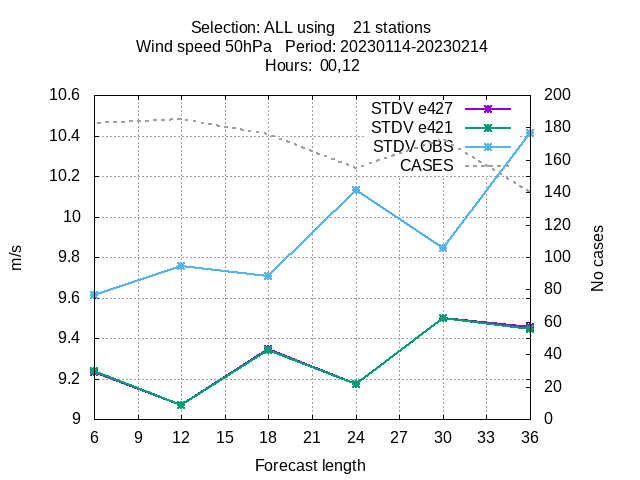 Selection: ALL using    21 stations
Wind speed 50hPa   Period: 20230114-20230214
Hours:  00,12
STDV e427
STDV e421
STDV OBS
CASES
10.6
10.4
10.2
10
9.8
9.6
9.4
9.2
9
200
180
160
140
120
100
80
60
40
20
0
m/s
No cases
6 9 12 15 18 21 24 27 30 33 36
Forecast length